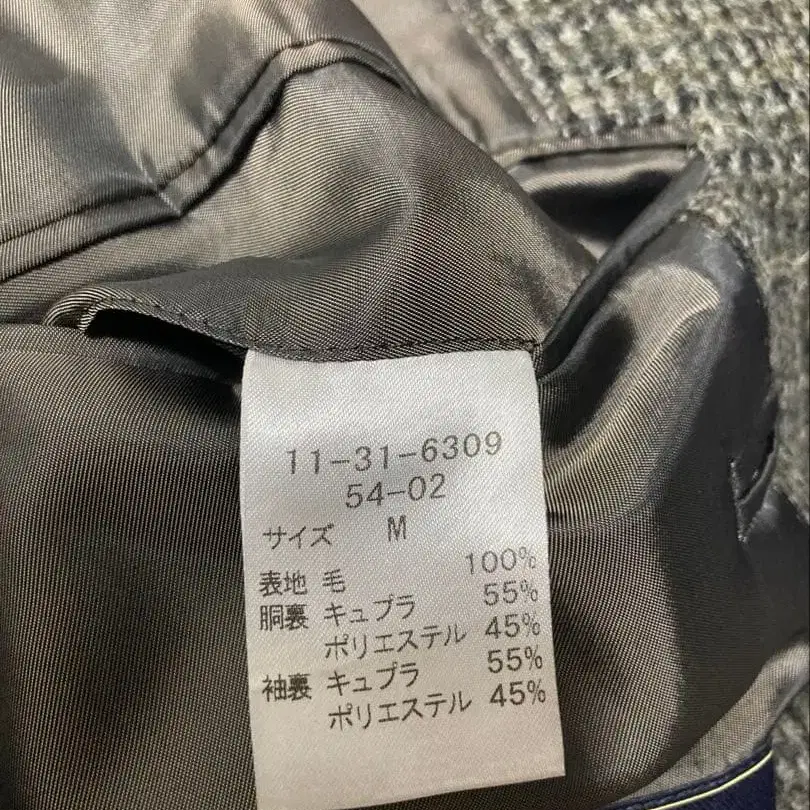 11-31-6309
54-02
サイズ M
表地 毛 100%
胴裏 キュプラ 55%
ポリエステル 45%
袖裏 キュプラ 55%
ポリエステル 45%